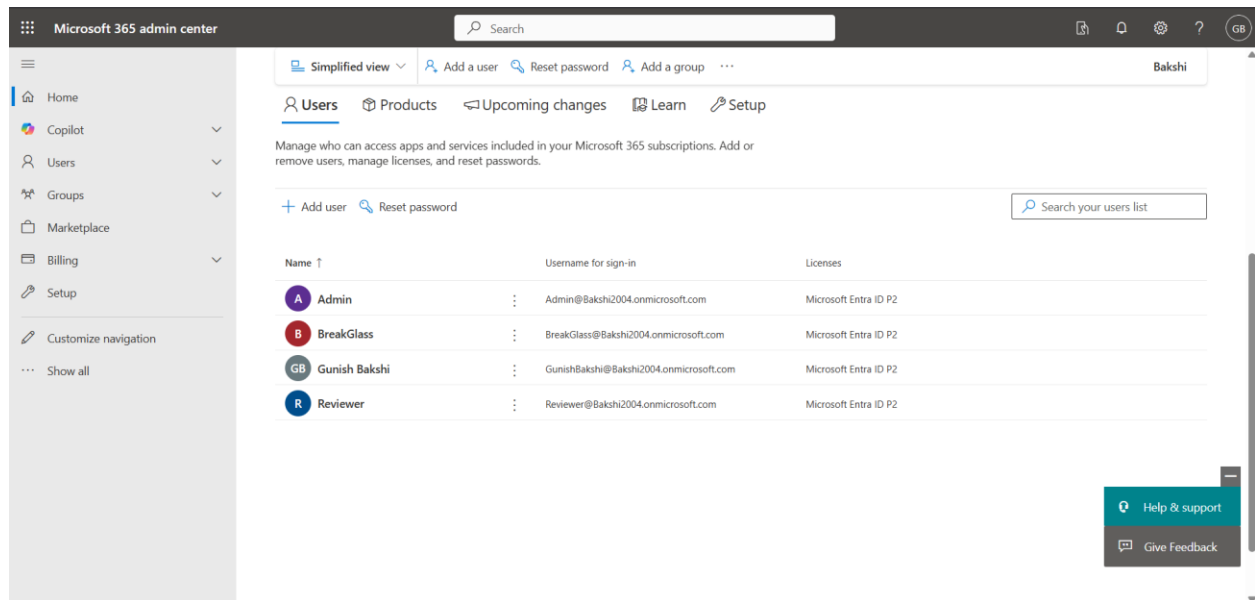 Microsoft 365 admin center
Search
GB
Simplified view
Add a user
Reset password
Add a group
Bakshi
Home
Copilot
Users
Groups
Marketplace
Billing
Setup
Customize navigation
Show all
Users
Products
Upcoming changes
Learn
Setup
Manage who can access apps and services included in your Microsoft 365 subscriptions. Add or
remove users, manage licenses, and reset passwords.
Add user
Reset password
Search your users list
Name ↑ Username for sign-in Licenses
A Admin Admin@Bakshi2004.onmicrosoft.com Microsoft Entra ID P2
B BreakGlass BreakGlass@Bakshi2004.onmicrosoft.com Microsoft Entra ID P2
GB Gunish Bakshi GunishBakshi@Bakshi2004.onmicrosoft.com Microsoft Entra ID P2
R Reviewer Reviewer@Bakshi2004.onmicrosoft.com Microsoft Entra ID P2
Help & support
Give Feedback